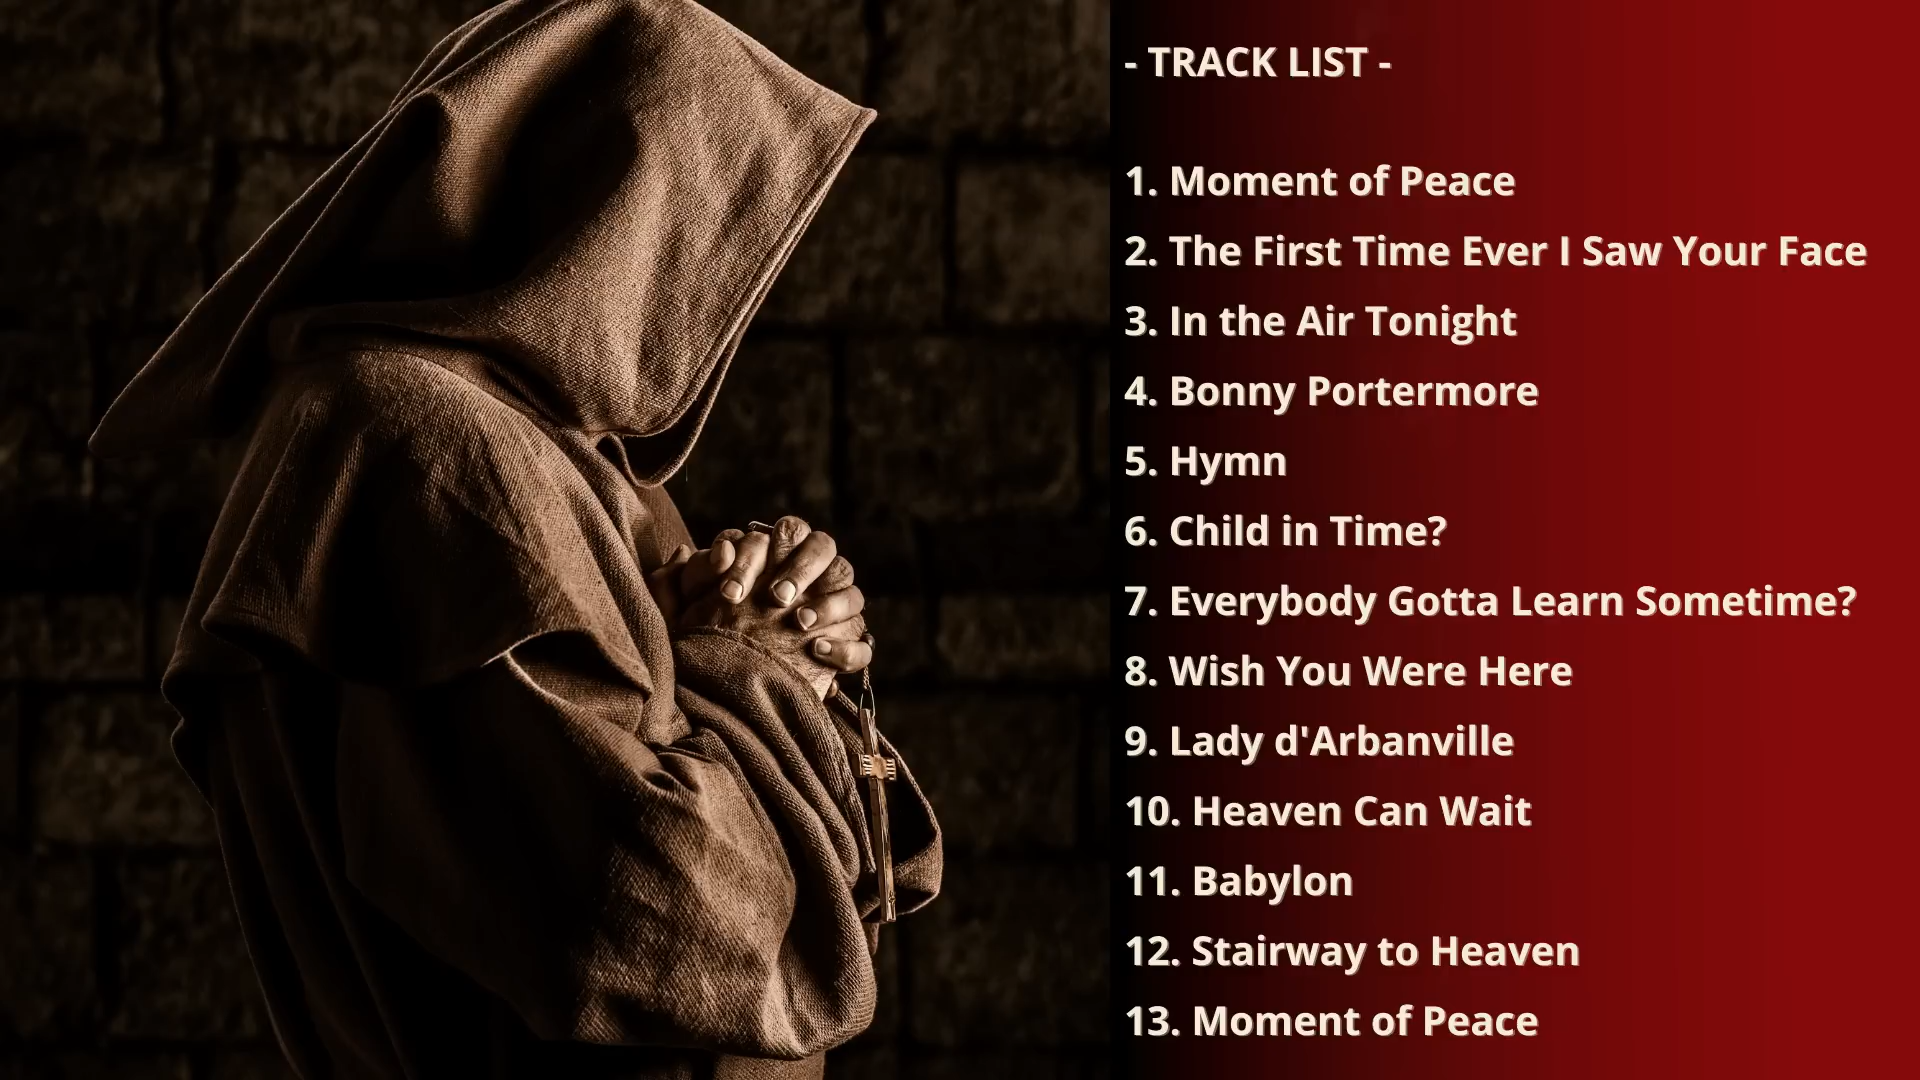 - TRACK LIST -
1. Moment of Peace
2. The First Time Ever I Saw Your Face
3. In the Air Tonight
4. Bonny Portermore
5. Hymn
6. Child in Time?
7. Everybody Gotta Learn Sometime?
8. Wish You Were Here
9. Lady d'Arbanville
10. Heaven Can Wait
11. Babylon
12. Stairway to Heaven
13. Moment of Peace